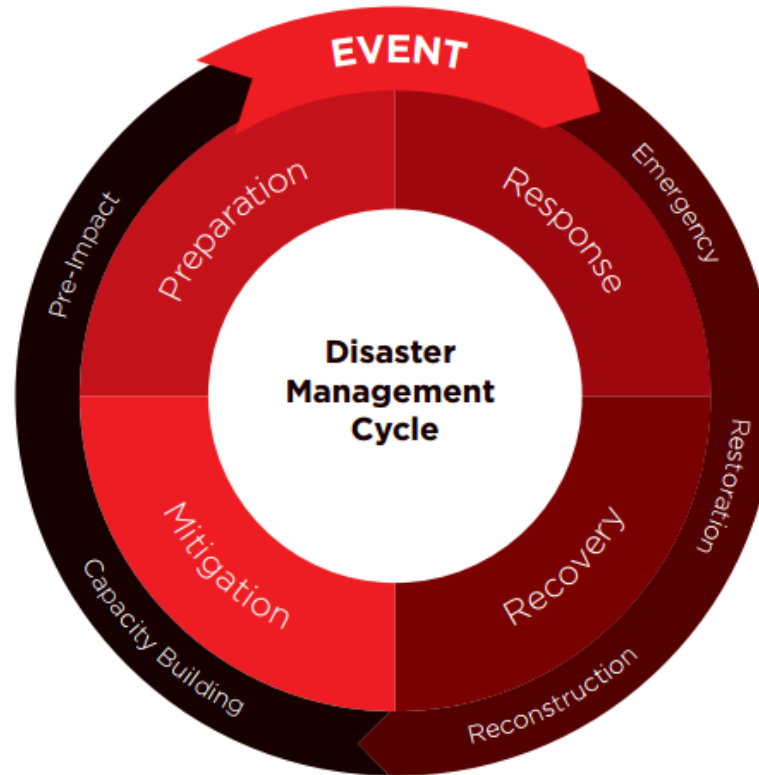 EVENT
Preparation
Response
Emergency
Pre-Impact
Disaster
Management
Cycle
Restoration
Mitigation
Recovery
Capacity Building
Reconstruction